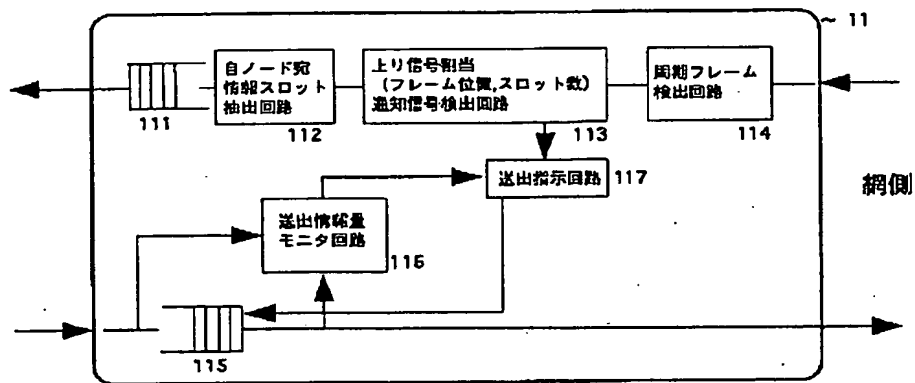 ~ 11
自ノード宛
情報スロット
抽出回路
上り信号割当
(フレーム位置,スロット数)
通知信号検出回路
周期フレーム
検出回路
111
112
113
114
送出指示回路
117
網側
送出情報量
モニタ回路
116
115